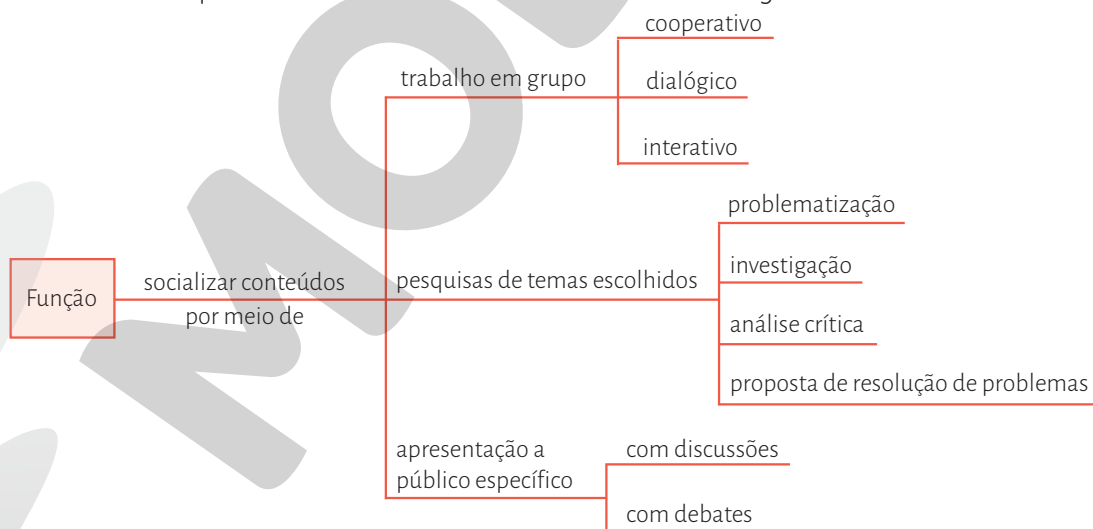 cooperativo
trabalho em grupo
dialógico
interativo
problematização
investigação
Função
socializar conteúdos
por meio de
pesquisas de temas escolhidos
análise crítica
proposta de resolução de problemas
apresentação a
público específico
com discussões
com debates